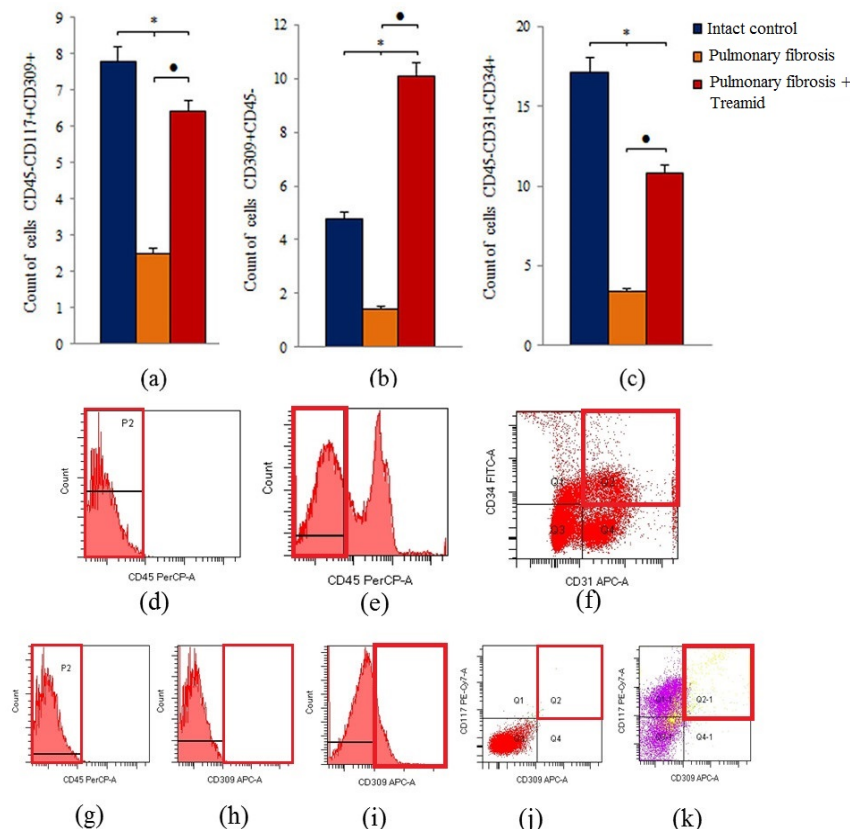 Count of cells CD45-CD117+CD309+
9
8
7
6
5
4
3
2
1
0
*
●
(a)
Count of cells CD309+CD45-
12
10
8
6
4
2
0
*
●
(b)
Count of cells CD45-CD31+CD34+
20
15
10
5
0
*
●
(c)
Intact control
Pulmonary fibrosis
Pulmonary fibrosis +
Treamid
Count
P2
CD45 PerCP-A
(d)
Count
CD45 PerCP-A
(e)
CD34 FITC-A
Q1
Q3
Q4
CD31 APC-A
(f)
Count
P2
CD45 PerCP-A
(g)
Count
CD309 APC-A
(h)
Count
CD309 APC-A
(i)
CD117 PE-Cy7-A
Q1
Q2
Q4
CD309 APC-A
(j)
CD117 PE-Cy7-A
Q2-1
Q4-1
CD309 APC-A
(k)